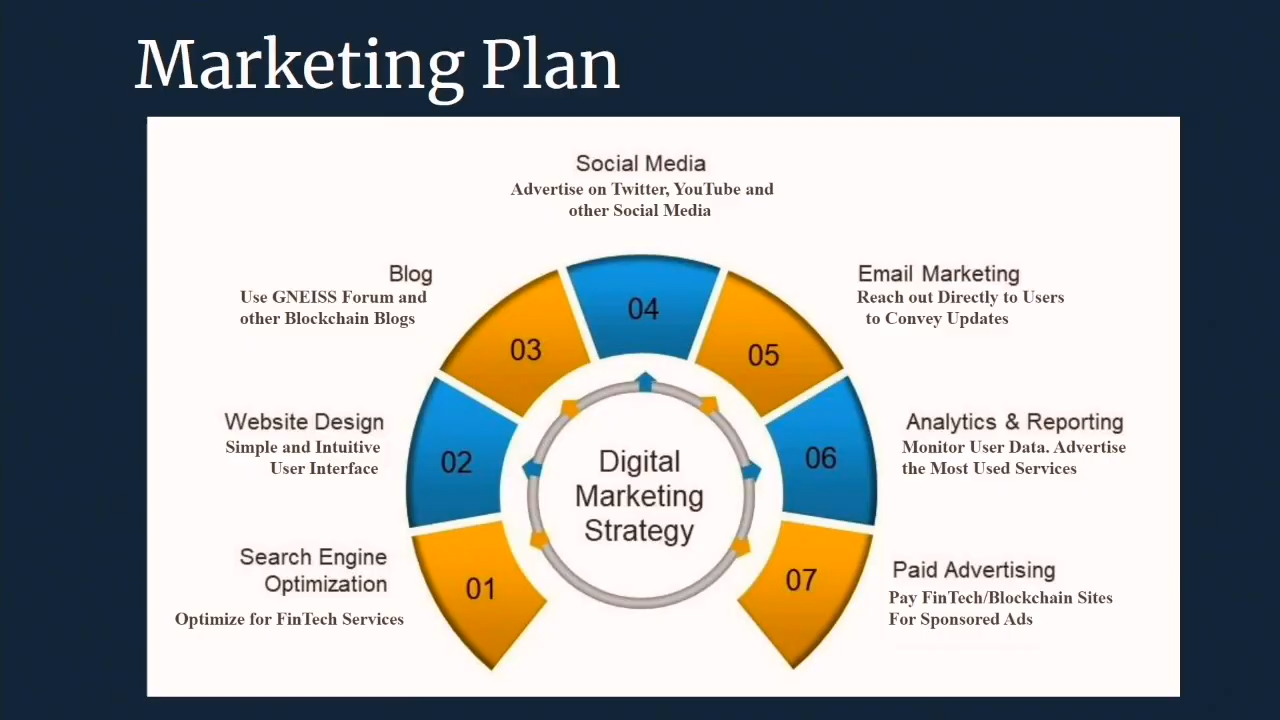 Marketing Plan
Social Media
Advertise on Twitter, YouTube and
other Social Media
Blog
Use GNEISS Forum and
other Blockchain Blogs
Email Marketing
Reach out Directly to Users
to Convey Updates
04
03
05
Website Design
Simple and Intuitive
User Interface
02
Digital
Marketing
Strategy
06
Analytics & Reporting
Monitor User Data. Advertise
the Most Used Services
Search Engine
Optimization
Optimize for FinTech Services
01
07
Paid Advertising
Pay FinTech/Blockchain Sites
For Sponsored Ads